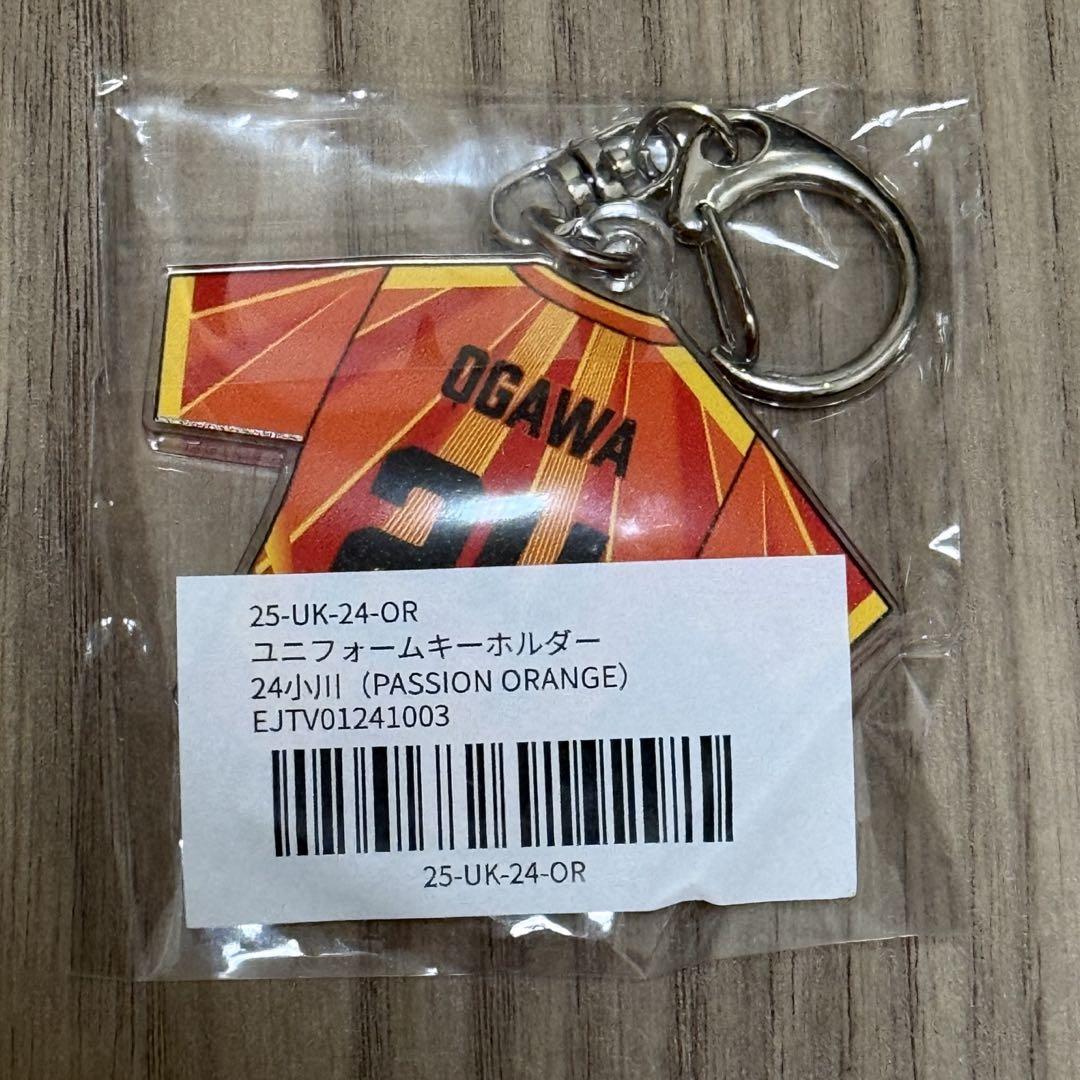 OGAWA
24
25-UK-24-OR
ユニフォームキーホルダー
24小川（PASSION ORANGE）
EJTV01241003
25-UK-24-OR